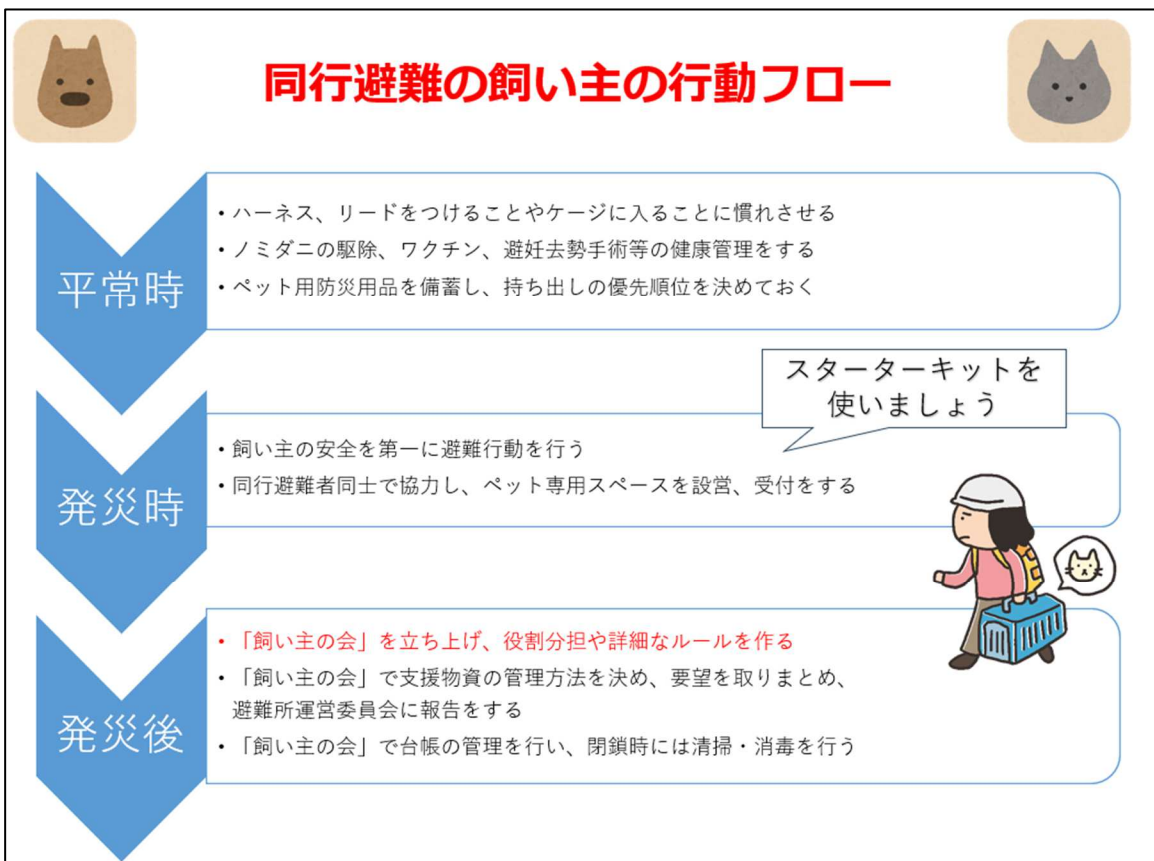 同行避難の飼い主の行動フロー
平常時
・ハーネス、リードをつけることやケージに入ることに慣れさせる
・ノミダニの駆除、ワクチン、避妊去勢手術等の健康管理をする
・ペット用防災用品を備蓄し、持ち出しの優先順位を決めておく
スターターキットを
使いましょう
発災時
・飼い主の安全を第一に避難行動を行う
・同行避難者同士で協力し、ペット専用スペースを設営、受付をする
発災後
・「飼い主の会」を立ち上げ、役割分担や詳細なルールを作る
・「飼い主の会」で支援物資の管理方法を決め、要望を取りまとめ、
避難所運営委員会に報告をする
・「飼い主の会」で台帳の管理を行い、閉鎖時には清掃・消毒を行う